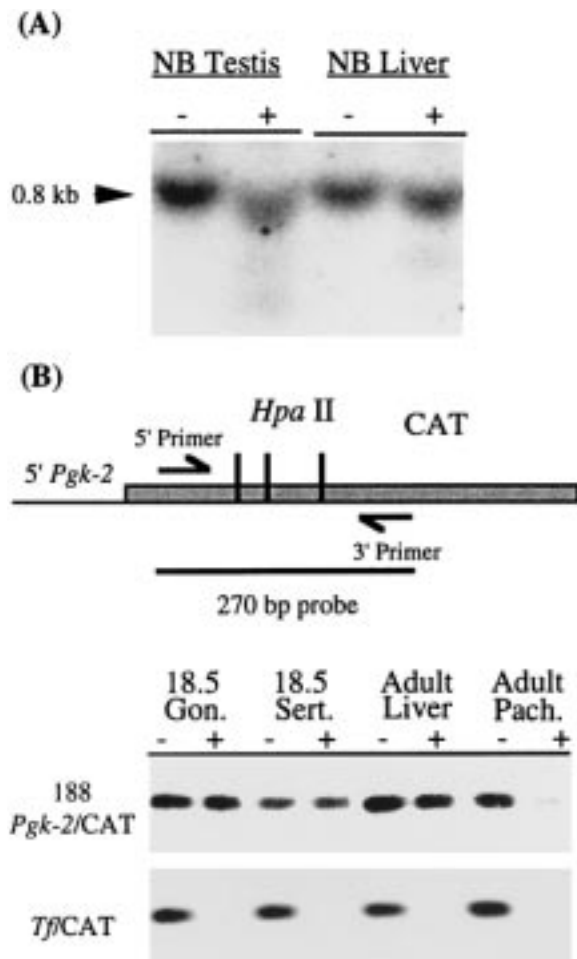 (A)
NB Testis NB Liver
- + - +
0.8 kb
(B)
Hpa II CAT
5' Primer
5' Pgk-2
3' Primer
270 bp probe
18.5 18.5 Adult Adult
Gon. Sert. Liver Pach.
- + - + - + - +
188
Pgk-2/CAT
Tf/CAT